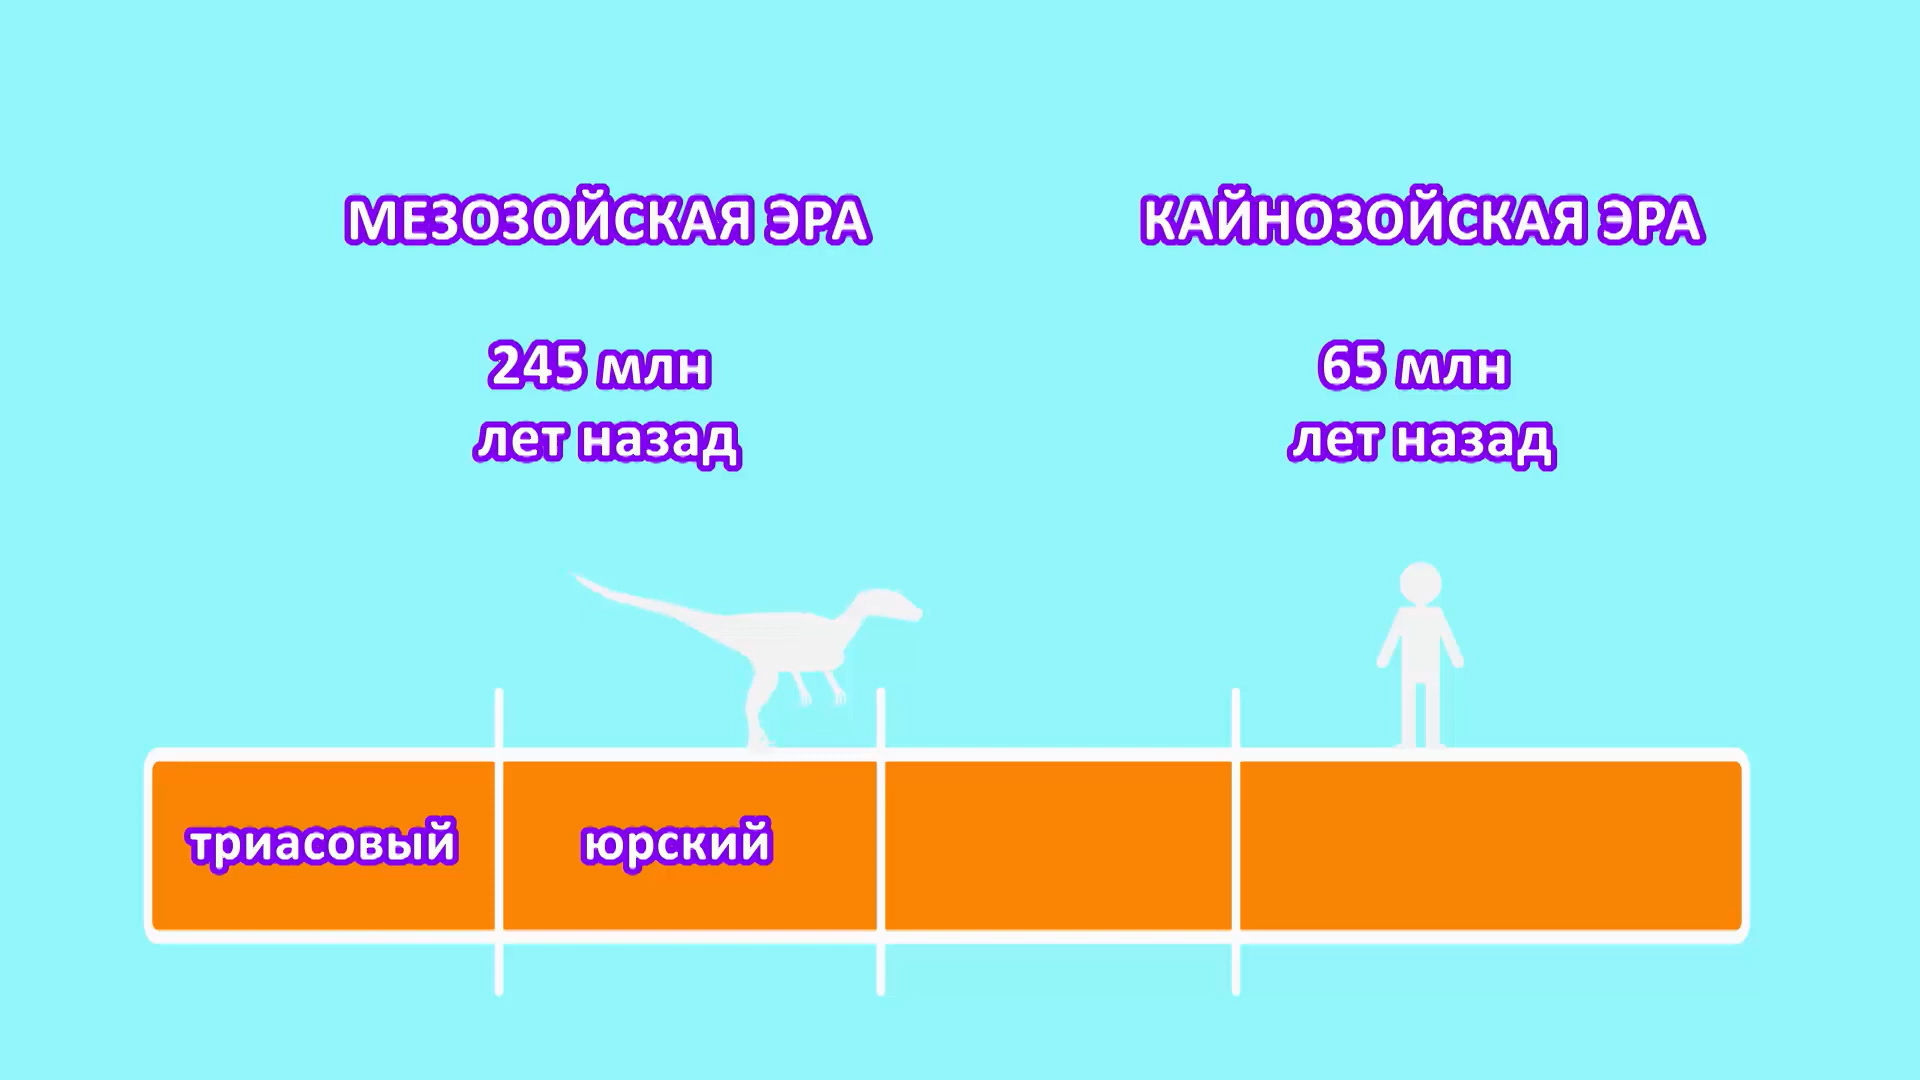 МЕЗОЗОЙСКАЯ ЭРА
245 млн
лет назад
КАЙНОЗОЙСКАЯ ЭРА
65 млн
лет назад
триасовый
юрский